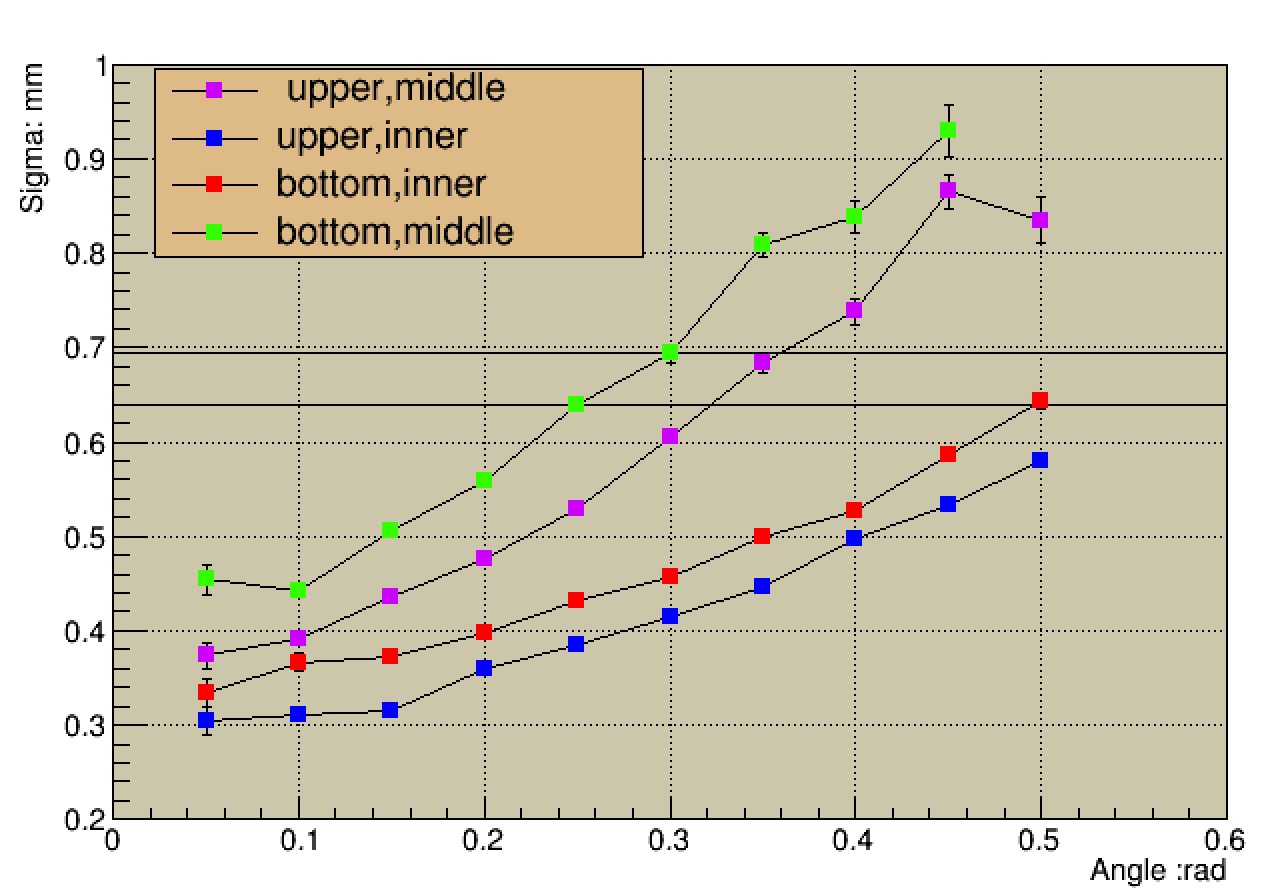 Sigma: mm
1
0.9
0.8
0.7
0.6
0.5
0.4
0.3
0.2
upper,middle
upper,inner
bottom,inner
bottom,middle
0 0.1 0.2 0.3 0.4 0.5 0.6
Angle :rad